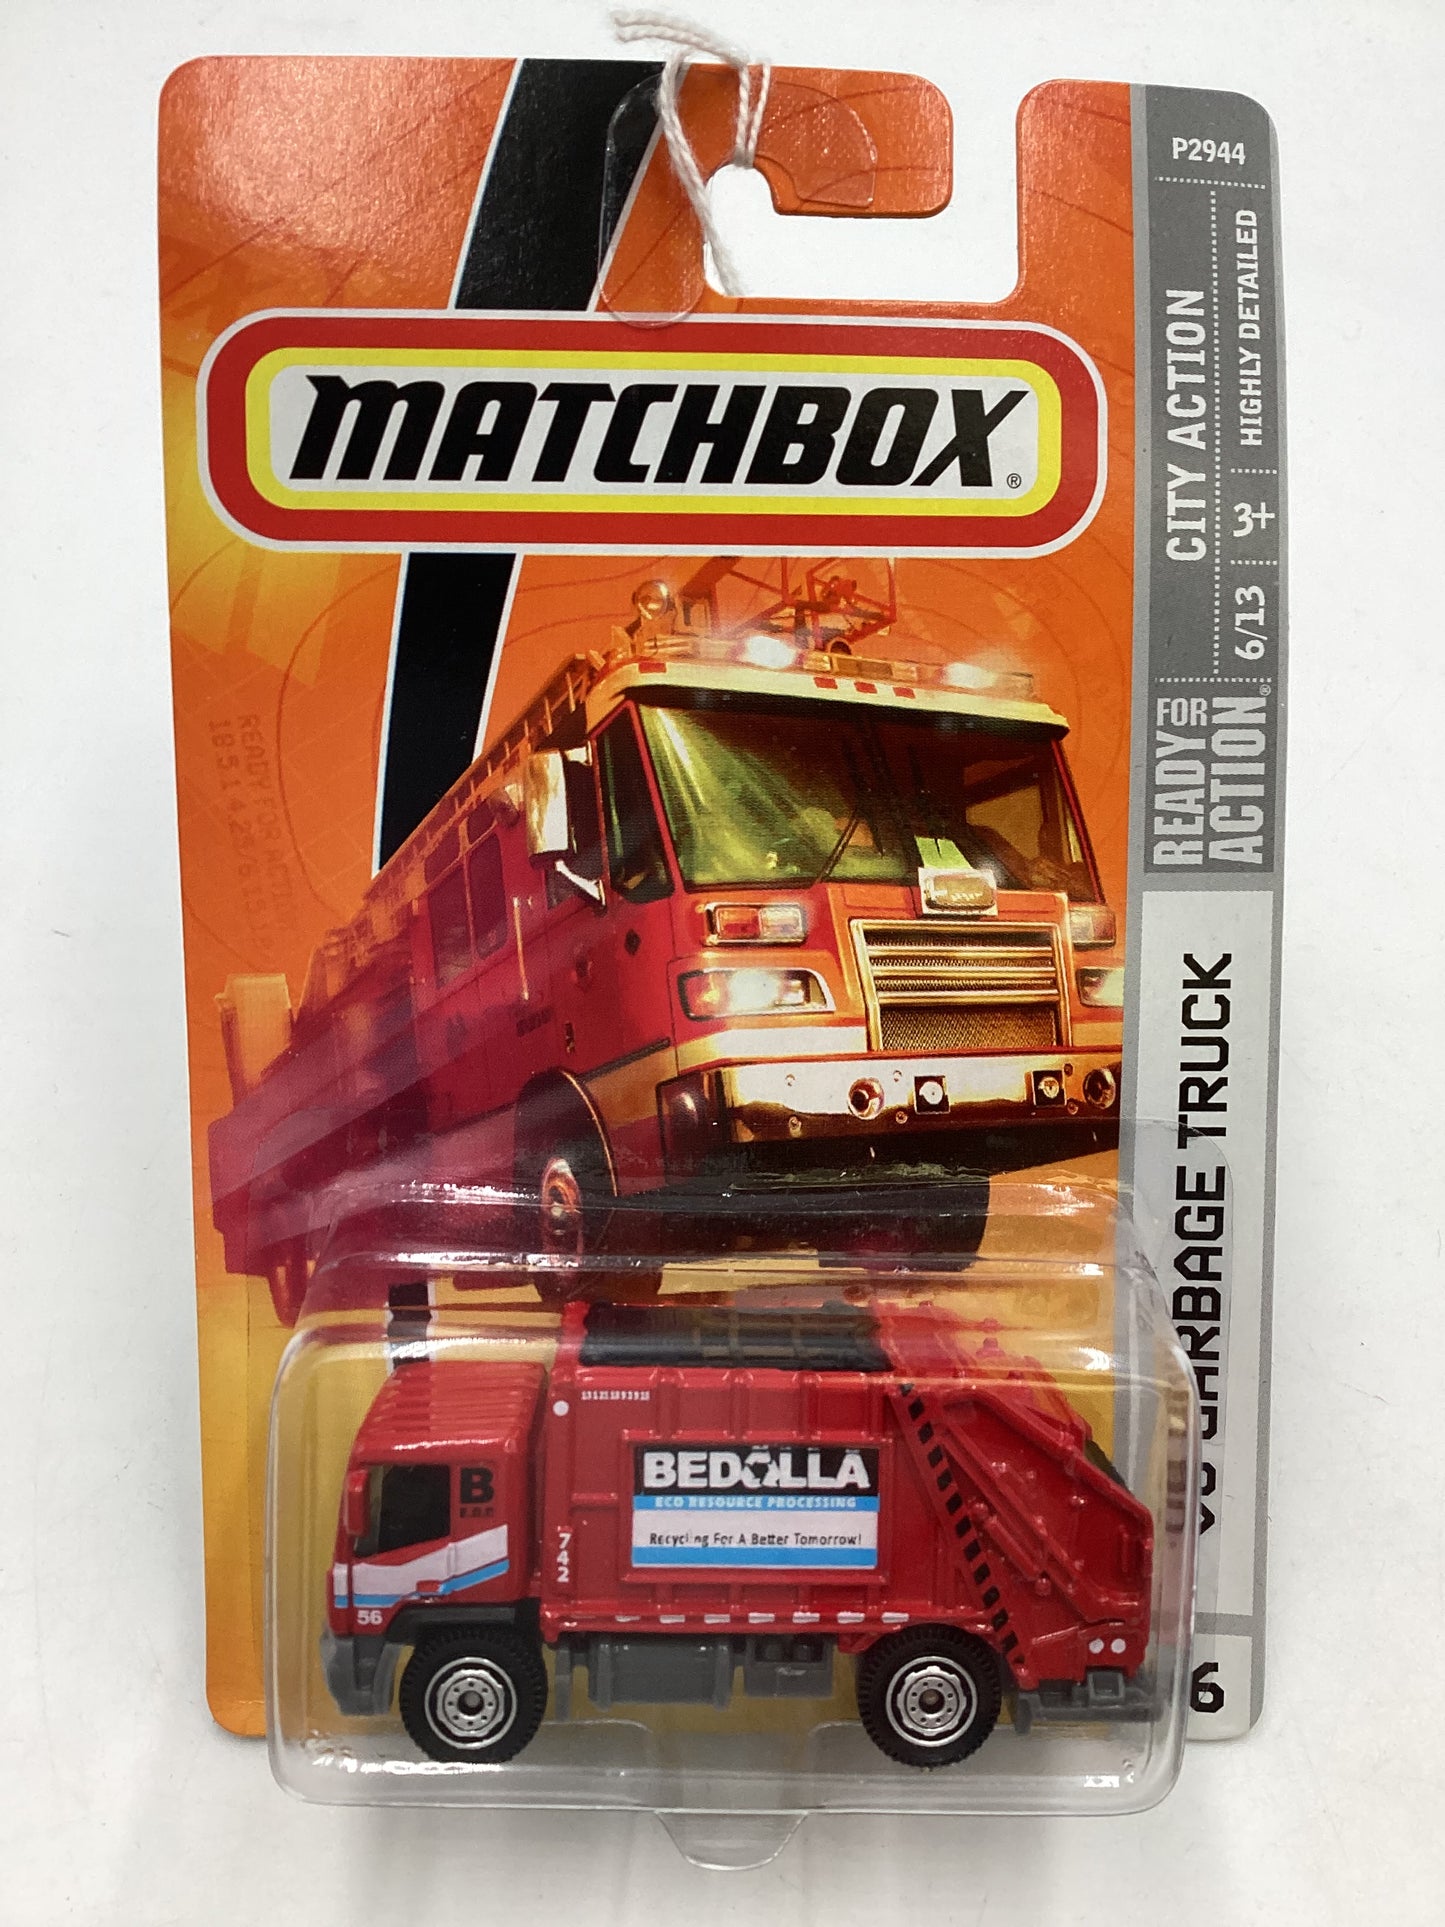 MATCHBOX®
P2944
CITY ACTION
HIGHLY DETAILED
3+
6/13
READY FOR ACTION®
GARBAGE TRUCK
6
BEDOLLA
ECO RESOURCE PROCESSING
Recycling For A Better Tomorrow!
B
742
56